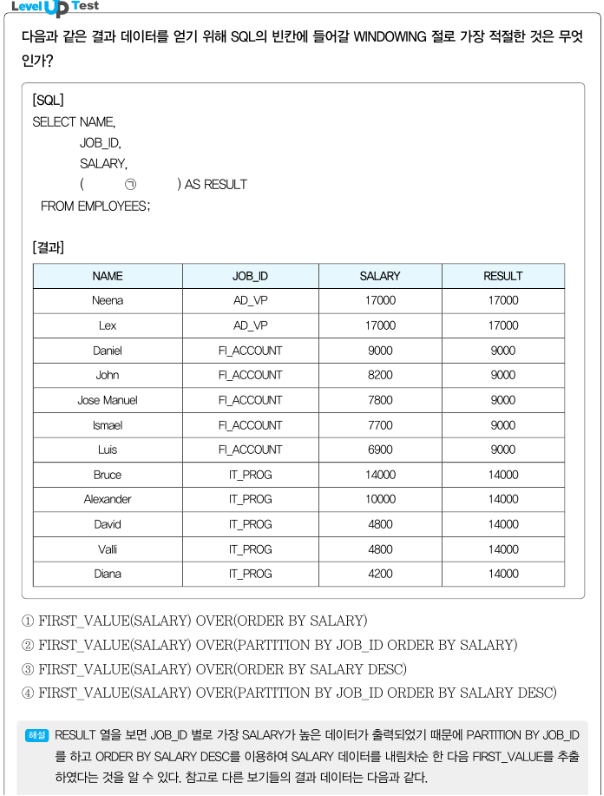 Level Up Test
다음과 같은 결과 데이터를 얻기 위해 SQL의 빈칸에 들어갈 WINDOWING 절로 가장 적절한 것은 무엇
인가?
[SQL]
SELECT NAME,
JOB_ID,
SALARY,
( ㉠ ) AS RESULT
FROM EMPLOYEES;
[결과]
NAME JOB_ID SALARY RESULT
Neena AD_VP 17000 17000
Lex AD_VP 17000 17000
Daniel FI_ACCOUNT 9000 9000
John FI_ACCOUNT 8200 9000
Jose Manuel FI_ACCOUNT 7800 9000
Ismael FI_ACCOUNT 7700 9000
Luis FI_ACCOUNT 6900 9000
Bruce IT_PROG 14000 14000
Alexander IT_PROG 10000 14000
David IT_PROG 4800 14000
Valli IT_PROG 4800 14000
Diana IT_PROG 4200 14000
① FIRST_VALUE(SALARY) OVER(ORDER BY SALARY)
② FIRST_VALUE(SALARY) OVER(PARTITION BY JOB_ID ORDER BY SALARY)
③ FIRST_VALUE(SALARY) OVER(ORDER BY SALARY DESC)
④ FIRST_VALUE(SALARY) OVER(PARTITION BY JOB_ID ORDER BY SALARY DESC)
해설 RESULT 열을 보면 JOB_ID 별로 가장 SALARY가 높은 데이터가 출력되었기 때문에 PARTITION BY JOB_ID
를 하고 ORDER BY SALARY DESC를 이용하여 SALARY 데이터를 내림차순 한 다음 FIRST_VALUE를 추출
하였다는 것을 알 수 있다. 참고로 다른 보기들의 결과 데이터는 다음과 같다.